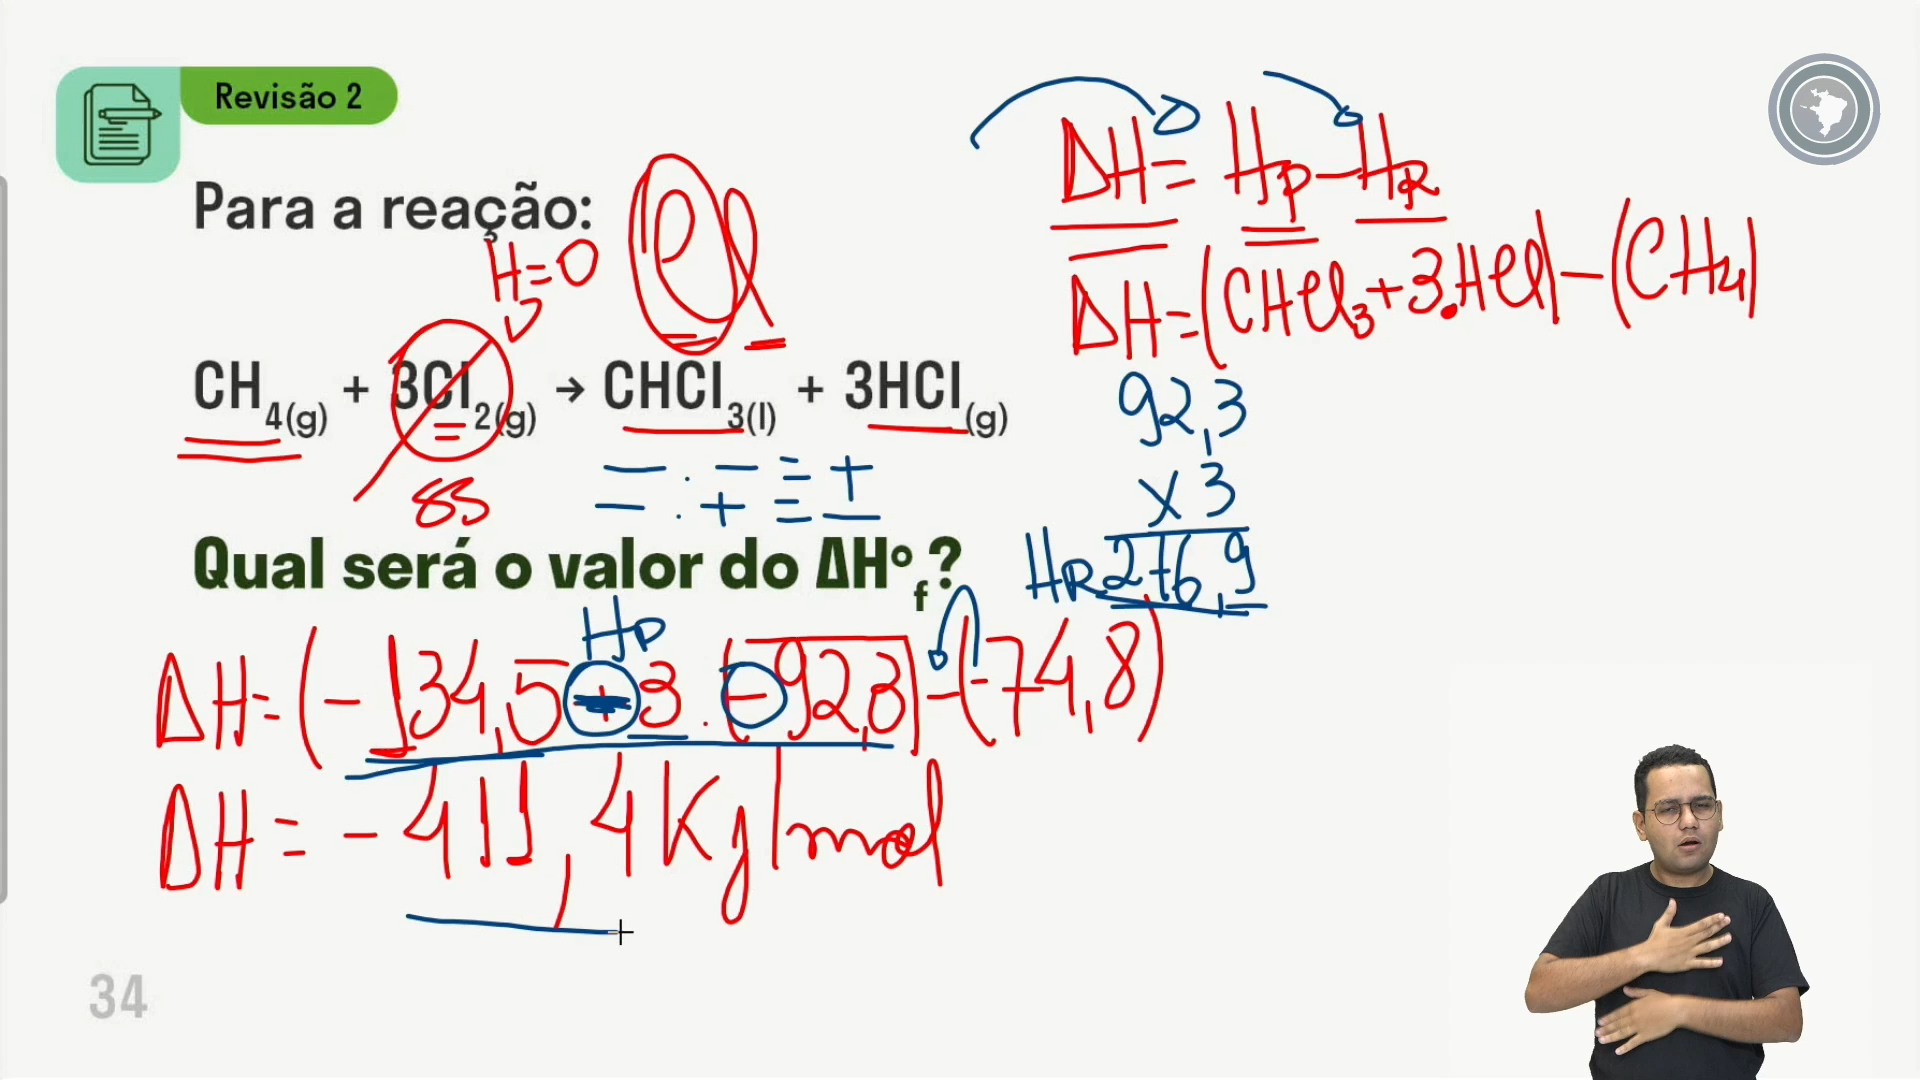 Revisão 2
Para a reação:
H=0
ΔH= Hp-HR
ΔH=(CHCl3+3.HCl)-(CH4)
CH4(g) + 3Cl2(g) → CHCl3(l) + 3HCl(g)
SS
- : - = +
- : + = -
92,3
x 3
HR 276,9
Qual será o valor do ΔH°f?
Hp
ΔH=(-134,5+3.(-92,3)-(-74,8)
ΔH= -411,4 Kj/mol
34